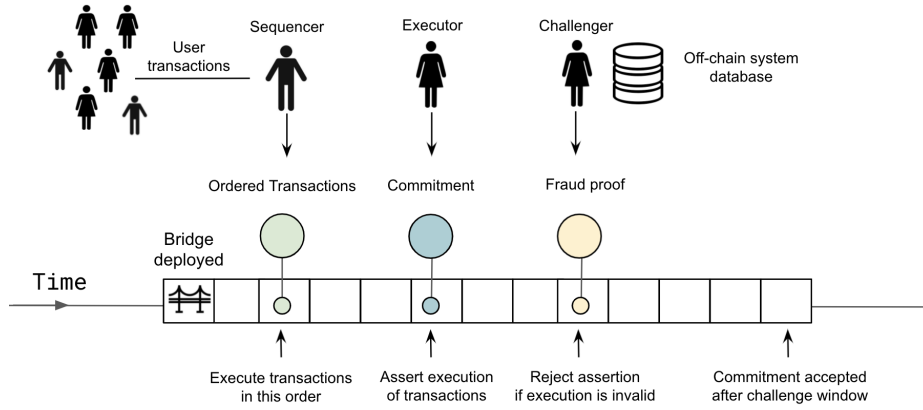 Sequencer
Executor
Challenger
User
transactions
Off-chain system
database
Ordered Transactions
Commitment
Fraud proof
Bridge
deployed
Time
Execute transactions
in this order
Assert execution
of transactions
Reject assertion
if execution is invalid
Commitment accepted
after challenge window